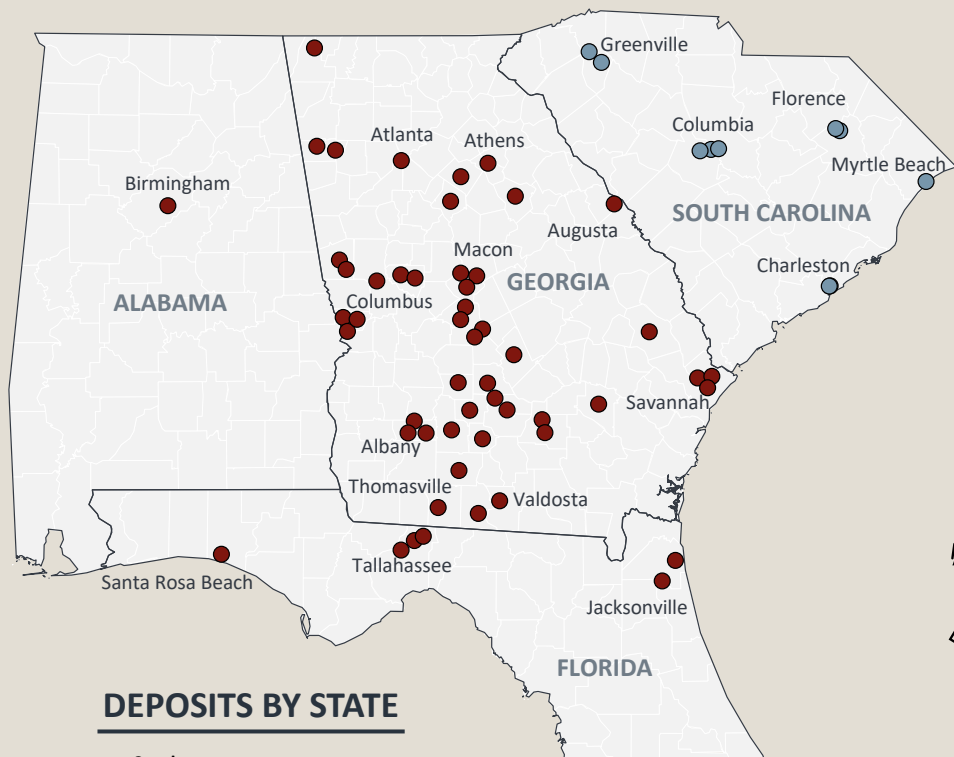 Greenville
Florence
Columbia
Atlanta
Athens
Myrtle Beach
Birmingham
SOUTH CAROLINA
Augusta
Macon
Charleston
GEORGIA
ALABAMA
Columbus
Savannah
Albany
Thomasville
Valdosta
Tallahassee
Santa Rosa Beach
Jacksonville
FLORIDA
DEPOSITS BY STATE